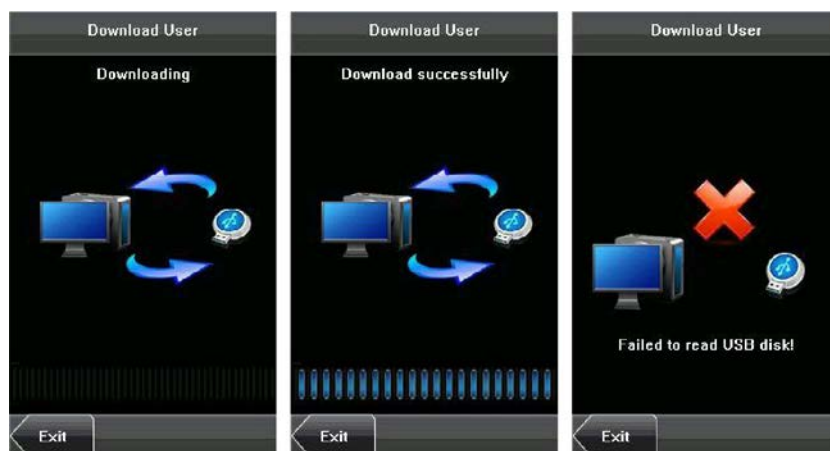 Download User
Downloading
Exit
Download User
Download successfully
Exit
Download User
Failed to read USB disk!
Exit